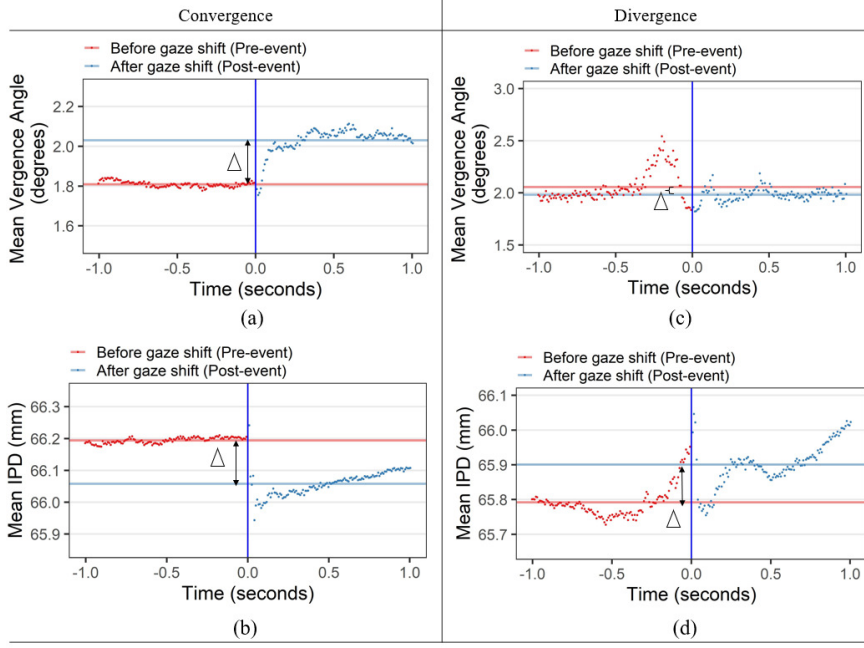 Convergence
Divergence
Before gaze shift (Pre-event)
After gaze shift (Post-event)
Mean Vergence Angle
(degrees)
2.2
2.0
1.8
1.6
Δ
-1.0 -0.5 0.0 0.5 1.0
Time (seconds)
(a)
Before gaze shift (Pre-event)
After gaze shift (Post-event)
Mean Vergence Angle
(degrees)
3.0
2.5
2.0
1.5
Δ
-1.0 -0.5 0.0 0.5 1.0
Time (seconds)
(c)
Before gaze shift (Pre-event)
After gaze shift (Post-event)
Mean IPD (mm)
66.3
66.2
66.1
66.0
65.9
Δ
-1.0 -0.5 0.0 0.5 1.0
Time (seconds)
(b)
Before gaze shift (Pre-event)
After gaze shift (Post-event)
Mean IPD (mm)
66.1
66.0
65.9
65.8
65.7
Δ
-1.0 -0.5 0.0 0.5 1.0
Time (seconds)
(d)